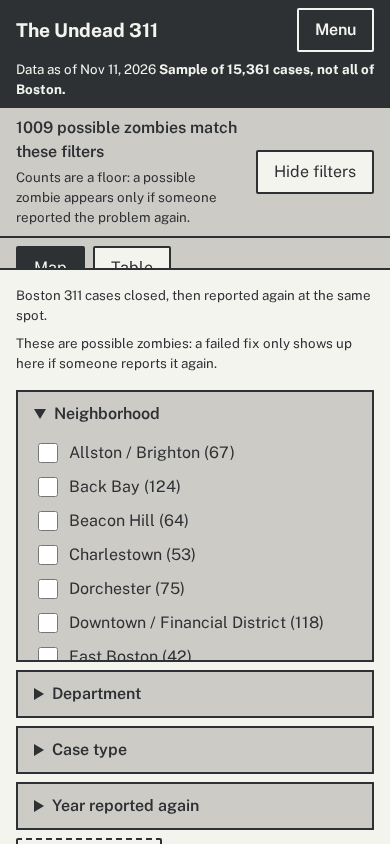 The Undead 311
Menu
Data as of Nov 11, 2026 Sample of 15,361 cases, not all of
Boston.
1009 possible zombies match
these filters
Hide filters
Counts are a floor: a possible
zombie appears only if someone
reported the problem again.
Map Table
Boston 311 cases closed, then reported again at the same
spot.
These are possible zombies: a failed fix only shows up
here if someone reports it again.
Neighborhood
Allston / Brighton (67)
Back Bay (124)
Beacon Hill (64)
Charlestown (53)
Dorchester (75)
Downtown / Financial District (118)
East Boston (42)
Department
Case type
Year reported again